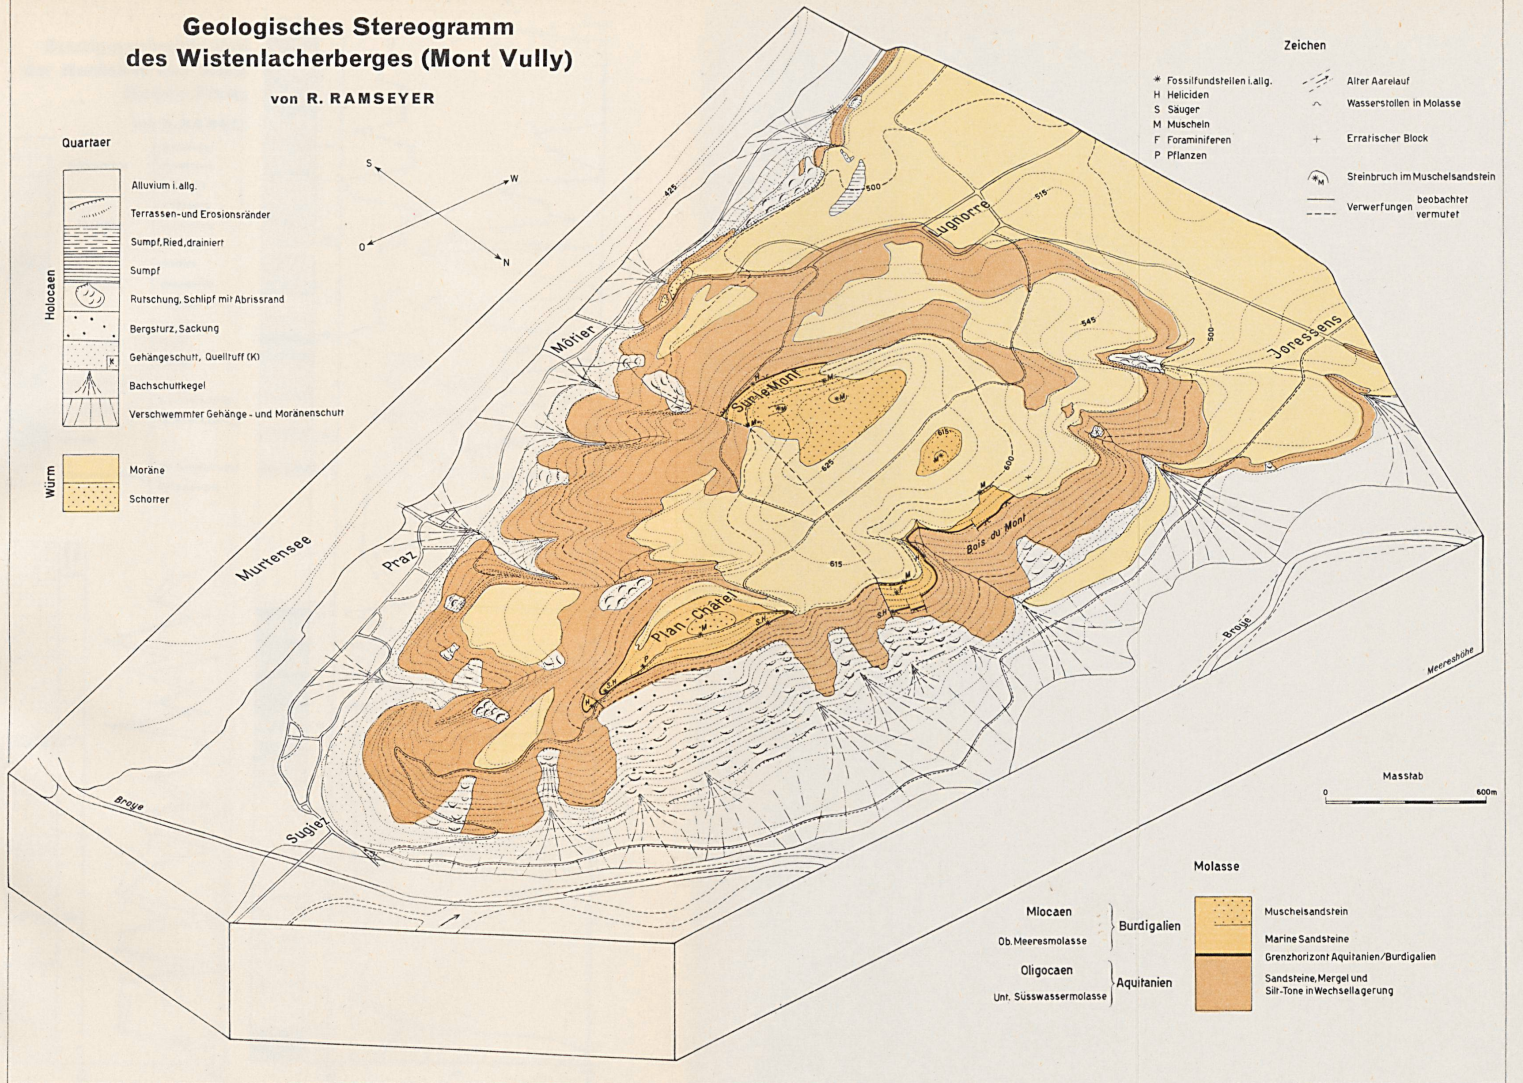 Geologisches Stereogramm
des Wistenlacherberges (Mont Vully)
von R. RAMSEYER
Quartaer
Holocaen
Alluvium i. allg.
Terrassen-und Erosionsränder
Sumpf, Ried, drainiert
Sumpf
Rutschung, Schlipf mit Abrissrand
Bergsturz, Sackung
K
Gehängeschutt, Quelltuff (K)
Bachschuttkegel
Verschwemmter Gehänge- und Moränenschutt
Würm
Moräne
Schotter
S
W
O
N
Zeichen
* Fossilfundstellen i. allg.
H Heliciden
S Säuger
M Muscheln
F Foraminiferen
P Pflanzen
Alter Aarelauf
Wasserstollen in Molasse
+ Erratischer Block
M
Steinbruch im Muschelsandstein
Verwerfungen
beobachtet
vermutet
425
500
515
Lugnorre
545
500
Joressens
Môtier
Sur le Mont
H
M
M
M
M
615
625
600
M
Bois du Mont
Praz
Murtensee
615
H
M
F
S.H
Plan-Châtel
M
S.H
P
S.H
H
Broye
Meereshöhe
Broye
Sugiez
Masstab
0
600m
Molasse
Miocaen
Ob. Meeresmolasse
Burdigalien
Oligocaen
Unt. Süsswassermolasse
Aquitanien
Muschelsandstein
Marine Sandsteine
Grenzhorizont Aquitanien/Burdigalien
Sandsteine, Mergel und
Silt-Tone in Wechsellagerung